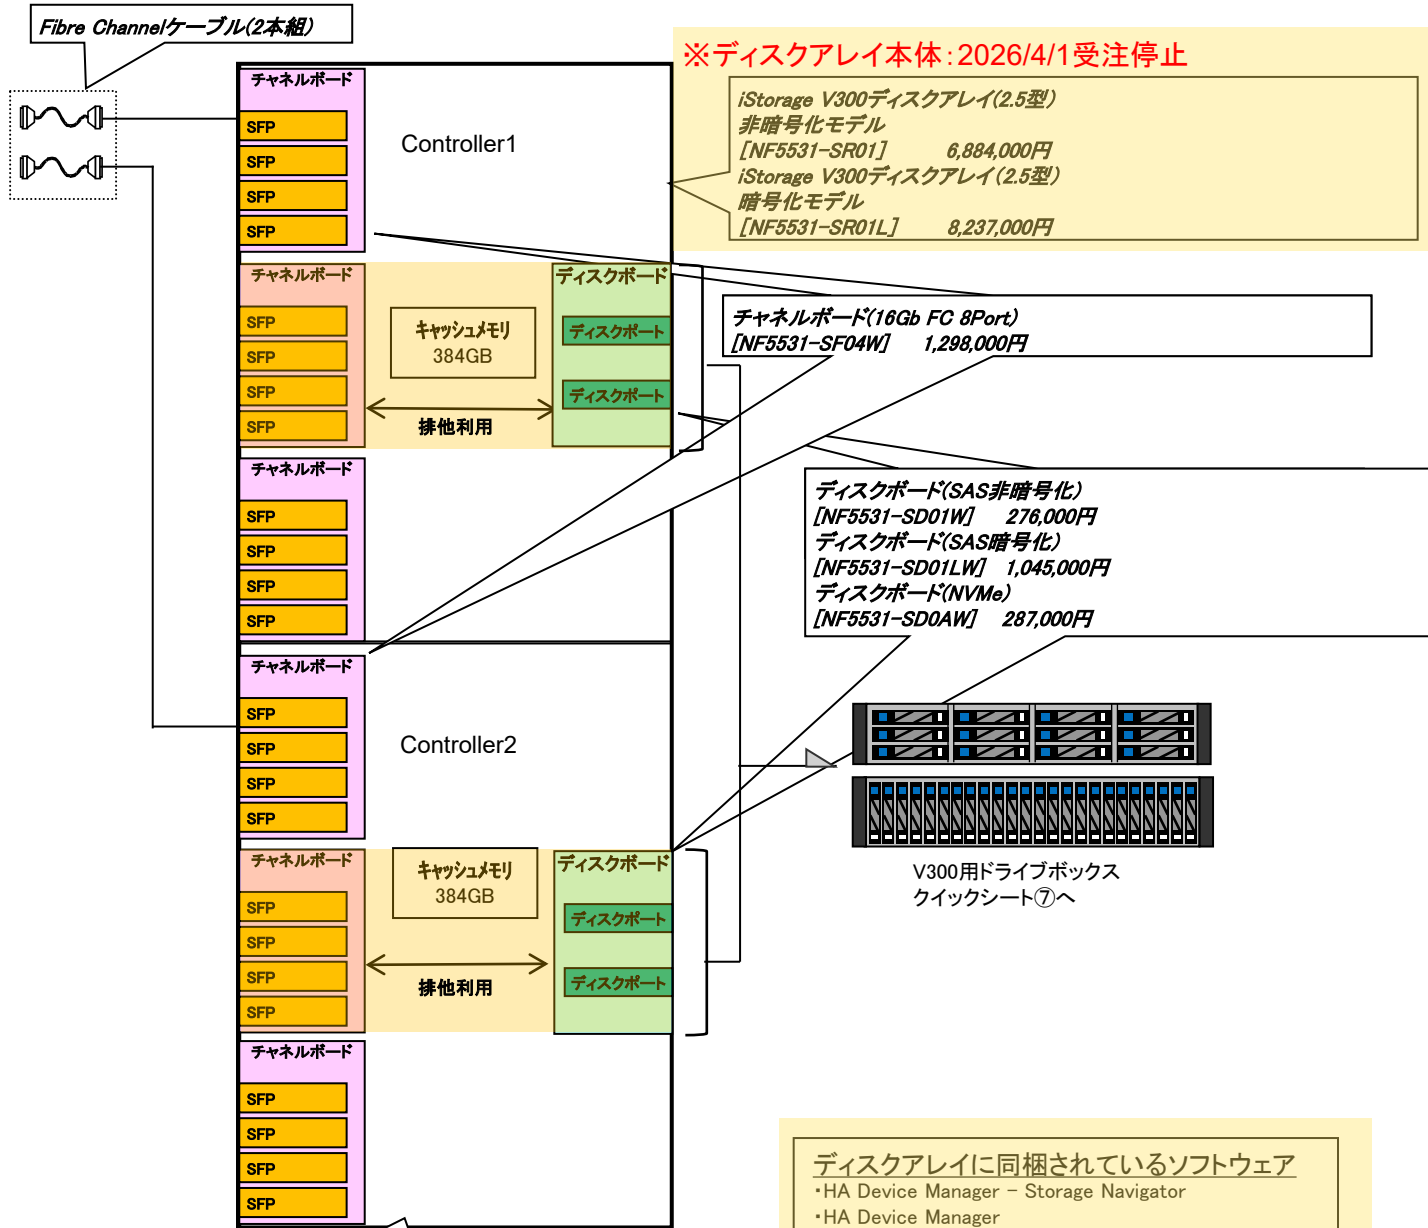 Fibre Channelケーブル(2本組)
※ディスクアレイ本体：2026/4/1受注停止
iStorage V300ディスクアレイ(2.5型)
非暗号化モデル
[NF5531-SR01] 6,884,000円
iStorage V300ディスクアレイ(2.5型)
暗号化モデル
[NF5531-SR01L] 8,237,000円
チャネルボード
SFP
SFP
SFP
SFP
Controller1
チャネルボード
SFP
SFP
SFP
SFP
キャッシュメモリ
384GB
排他利用
ディスクボード
ディスクポート
ディスクポート
チャネルボード(16Gb FC 8Port)
[NF5531-SF04W] 1,298,000円
チャネルボード
SFP
SFP
SFP
SFP
ディスクボード(SAS非暗号化)
[NF5531-SD01W] 276,000円
ディスクボード(SAS暗号化)
[NF5531-SD01LW] 1,045,000円
ディスクボード(NVMe)
[NF5531-SD0AW] 287,000円
チャネルボード
SFP
SFP
SFP
SFP
Controller2
チャネルボード
SFP
SFP
SFP
SFP
キャッシュメモリ
384GB
排他利用
ディスクボード
ディスクポート
ディスクポート
V300用ドライブボックス
クイックシート⑦へ
チャネルボード
SFP
SFP
SFP
SFP
ディスクアレイに同梱されているソフトウェア
・HA Device Manager - Storage Navigator
・HA Device Manager